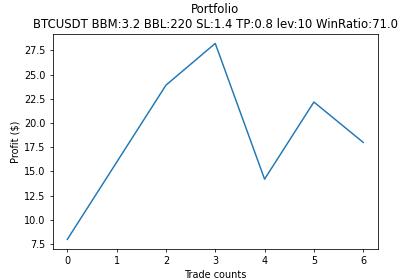 Portfolio
BTCUSDT BBM:3.2 BBL:220 SL:1.4 TP:0.8 lev:10 WinRatio:71.0
27.5
25.0
22.5
20.0
17.5
15.0
12.5
10.0
7.5
Profit ($)
0 1 2 3 4 5 6
Trade counts